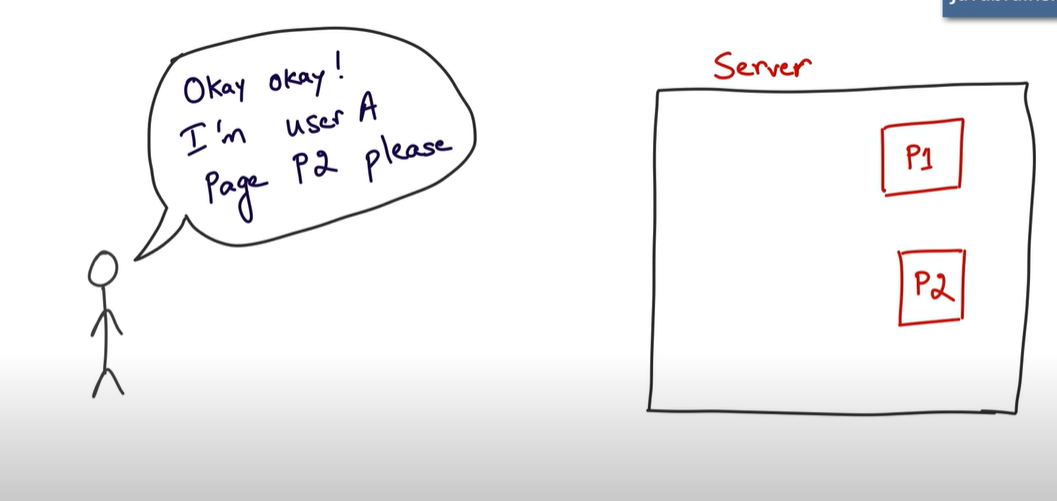 Okay okay!
I'm user A
Page P2 please
Server
P1
P2